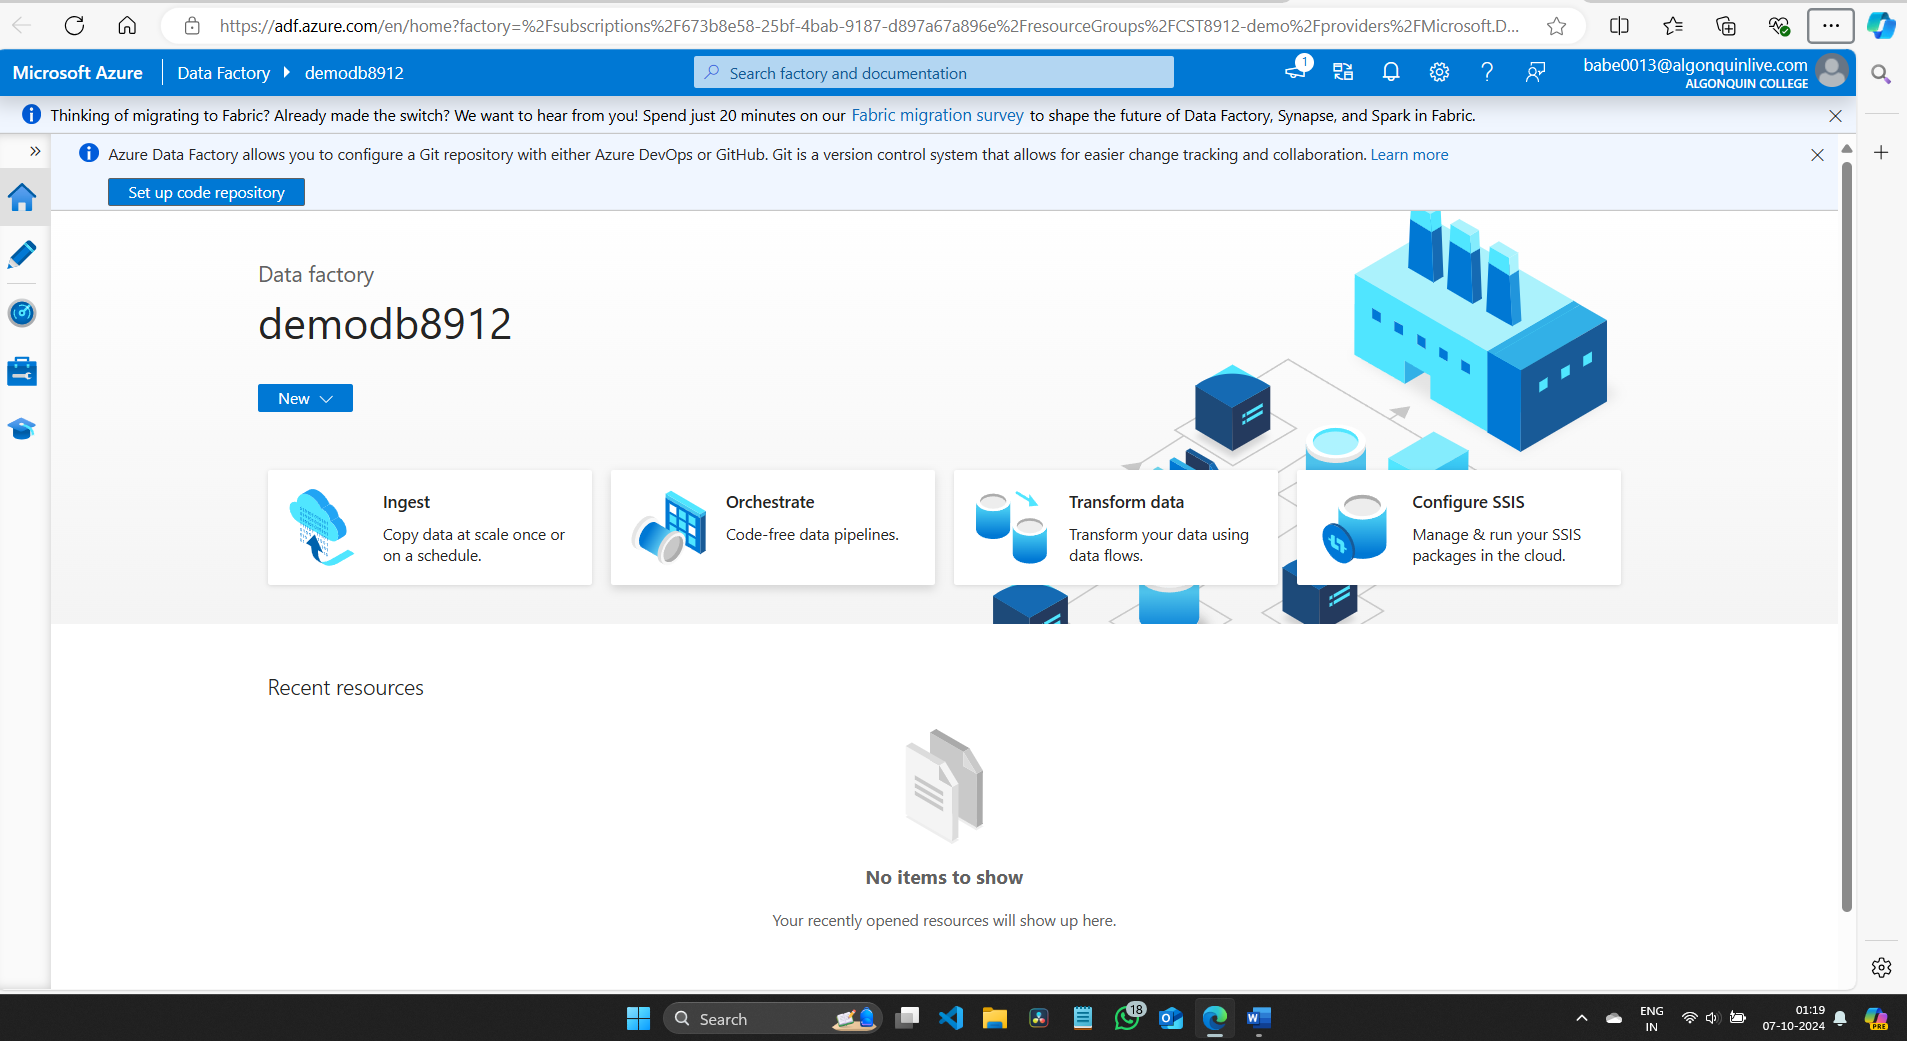 https://adf.azure.com/en/home?factory=%2Fsubscriptions%2F673b8e58-25bf-4bab-9187-d897a67a896e%2FresourceGroups%2FCST8912-demo%2Fproviders%2FMicrosoft.D...
Microsoft Azure
Data Factory
demodb8912
Search factory and documentation
1
babe0013@algonquinlive.com
ALGONQUIN COLLEGE
Thinking of migrating to Fabric? Already made the switch? We want to hear from you! Spend just 20 minutes on our Fabric migration survey to shape the future of Data Factory, Synapse, and Spark in Fabric.
Azure Data Factory allows you to configure a Git repository with either Azure DevOps or GitHub. Git is a version control system that allows for easier change tracking and collaboration. Learn more
Set up code repository
Data factory
demodb8912
New
Ingest
Copy data at scale once or
on a schedule.
Orchestrate
Code-free data pipelines.
Transform data
Transform your data using
data flows.
Configure SSIS
Manage & run your SSIS
packages in the cloud.
Recent resources
No items to show
Your recently opened resources will show up here.
Search
18
ENG
IN
01:19
07-10-2024
PRE